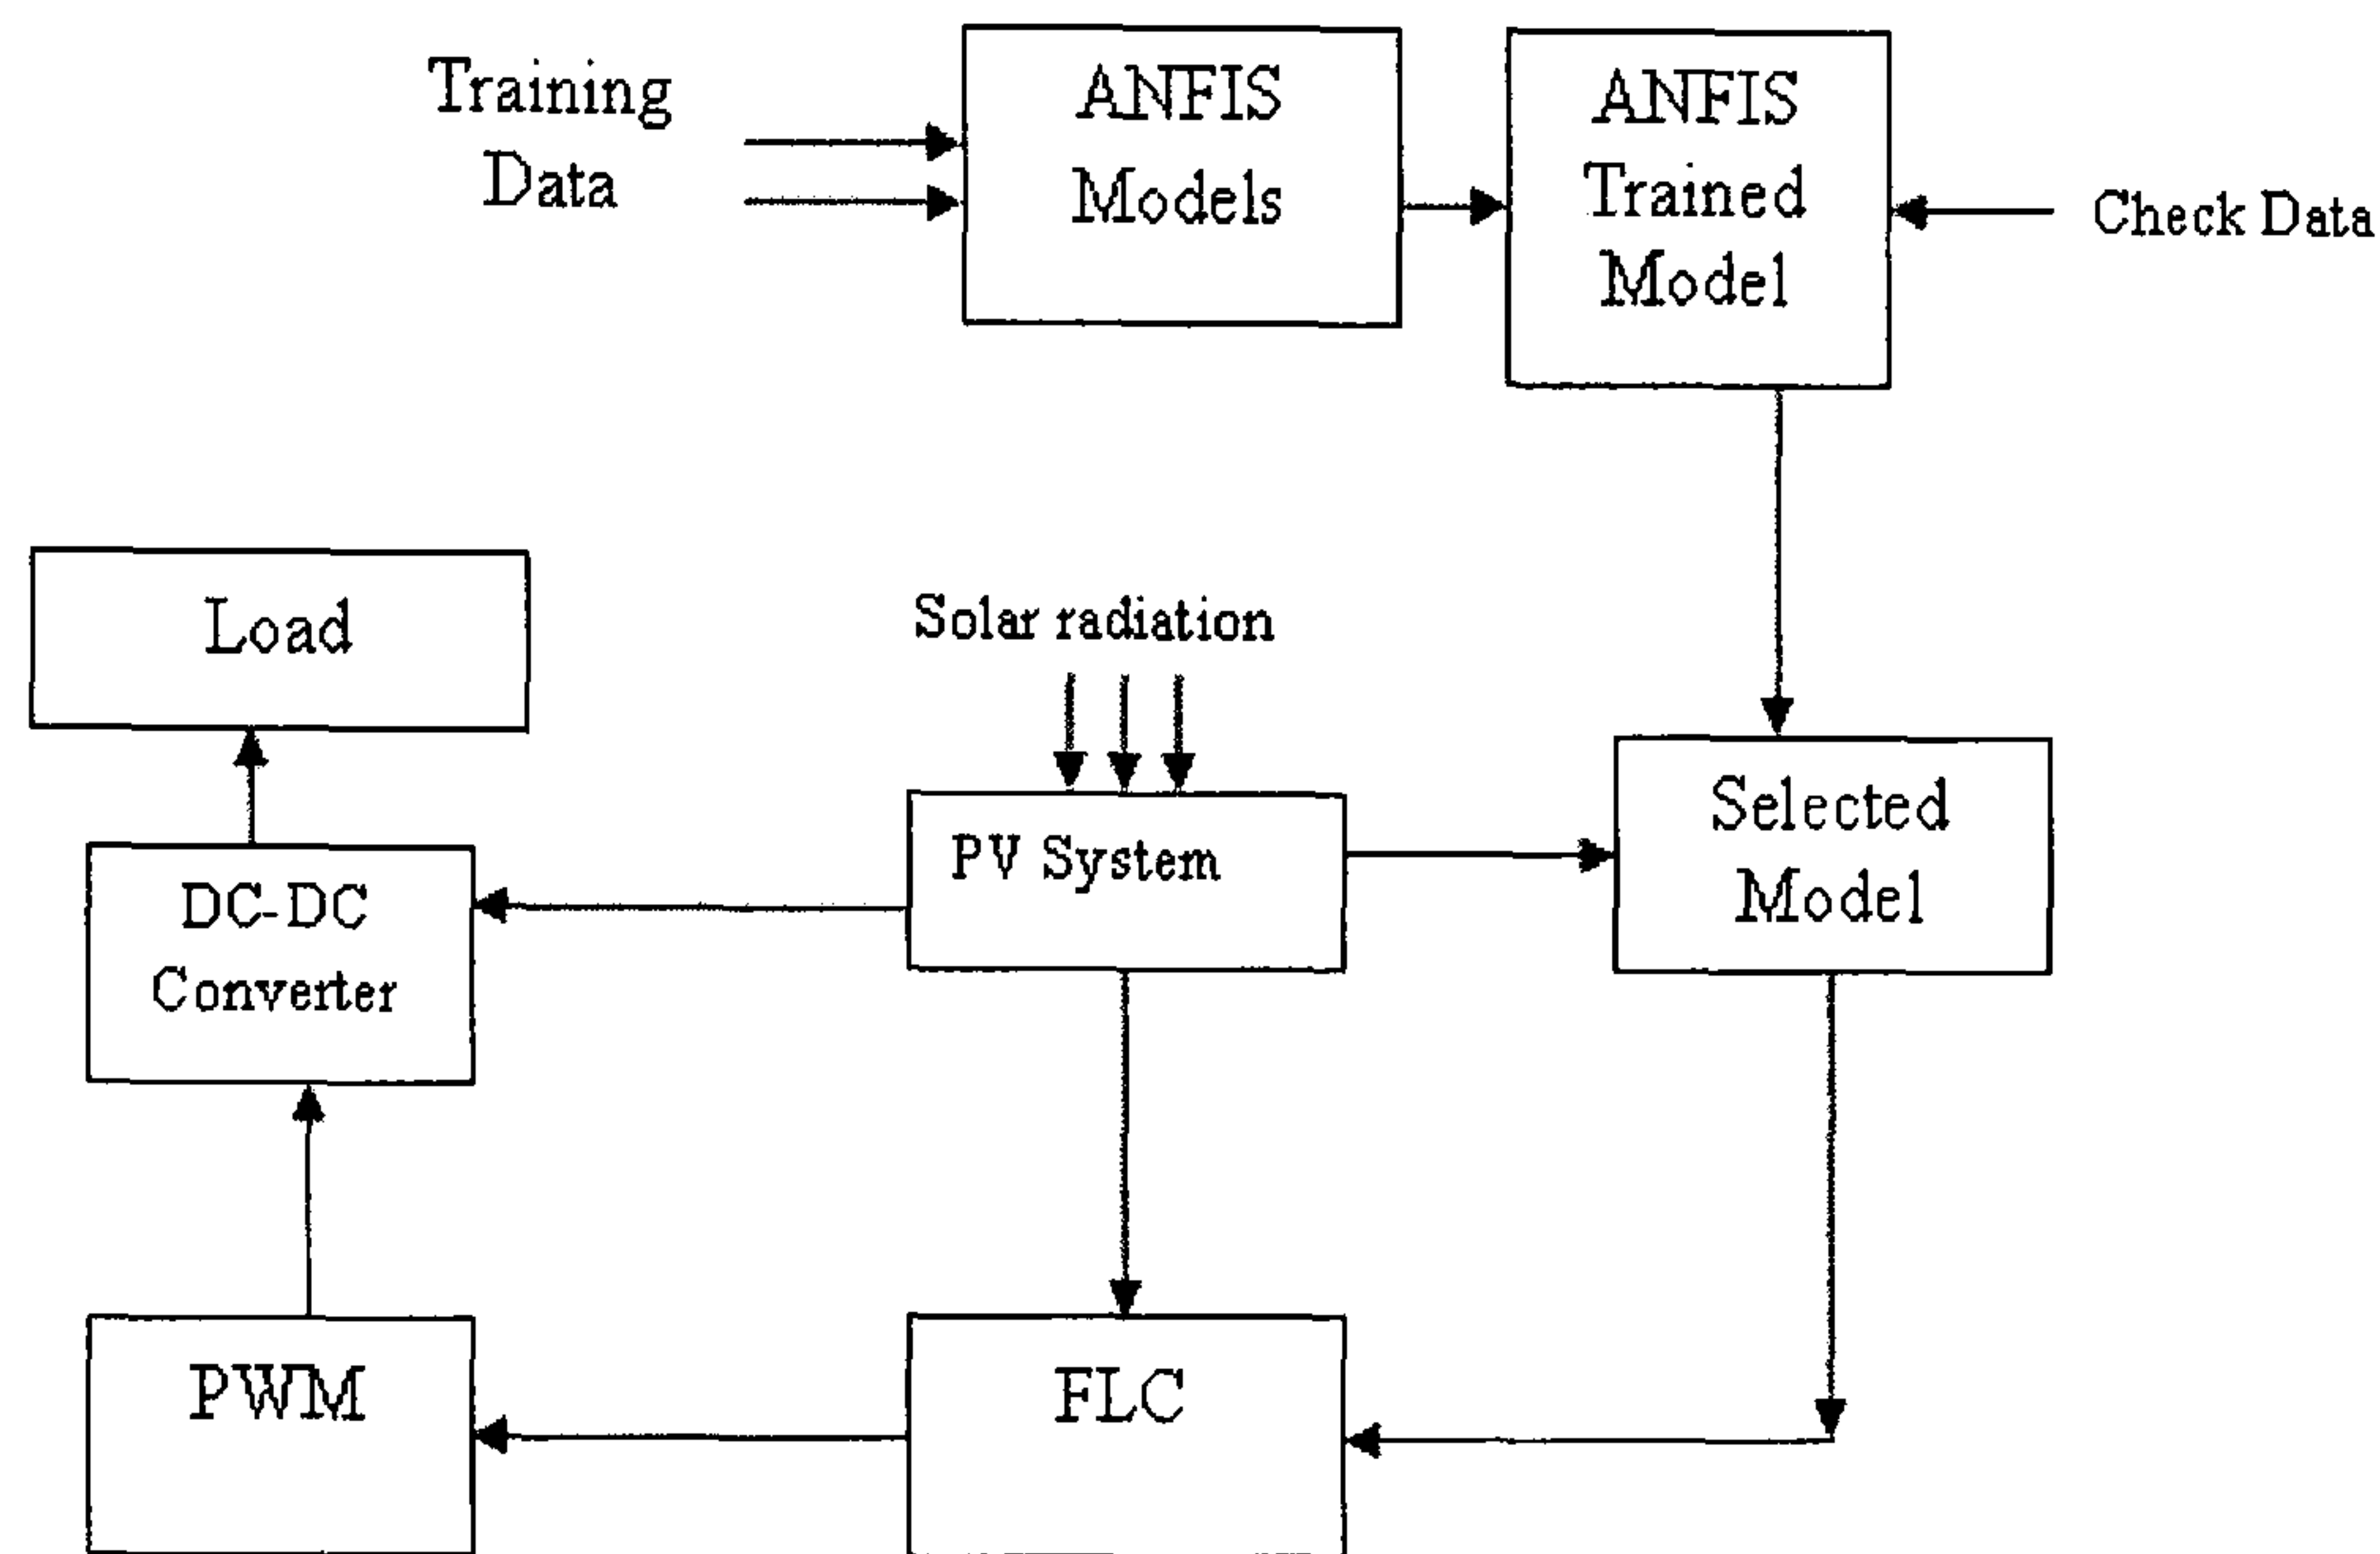 Training
Data
ANFIS
Models
ANFIS
Trained
Model
Check Data
Load
Solar radiation
PV System
Selected
Model
DC-DC
Converter
PWM
FLC